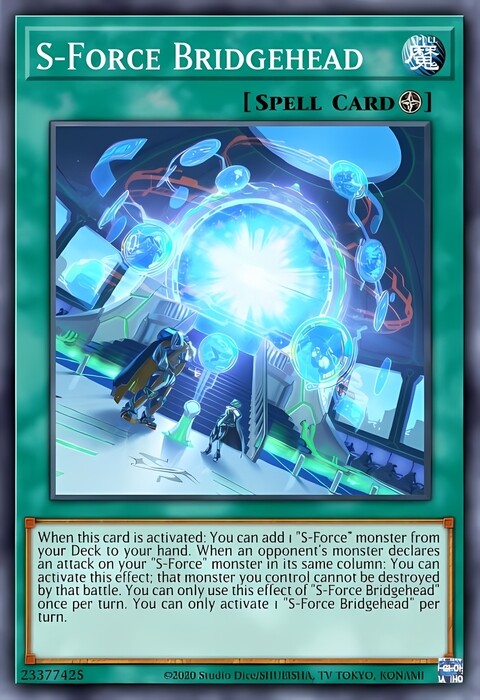 S-Force Bridgehead
魔
[Spell Card]
When this card is activated: You can add 1 "S-Force" monster from
your Deck to your hand. When an opponent's monster declares
an attack on your "S-Force" monster in its same column: You can
activate this effect; that monster you control cannot be destroyed
by that battle. You can only use this effect of "S-Force Bridgehead"
once per turn. You can only activate 1 "S-Force Bridgehead" per
turn.
23377425
©2020 Studio Dice/SHUEISHA, TV TOKYO, KONAMI